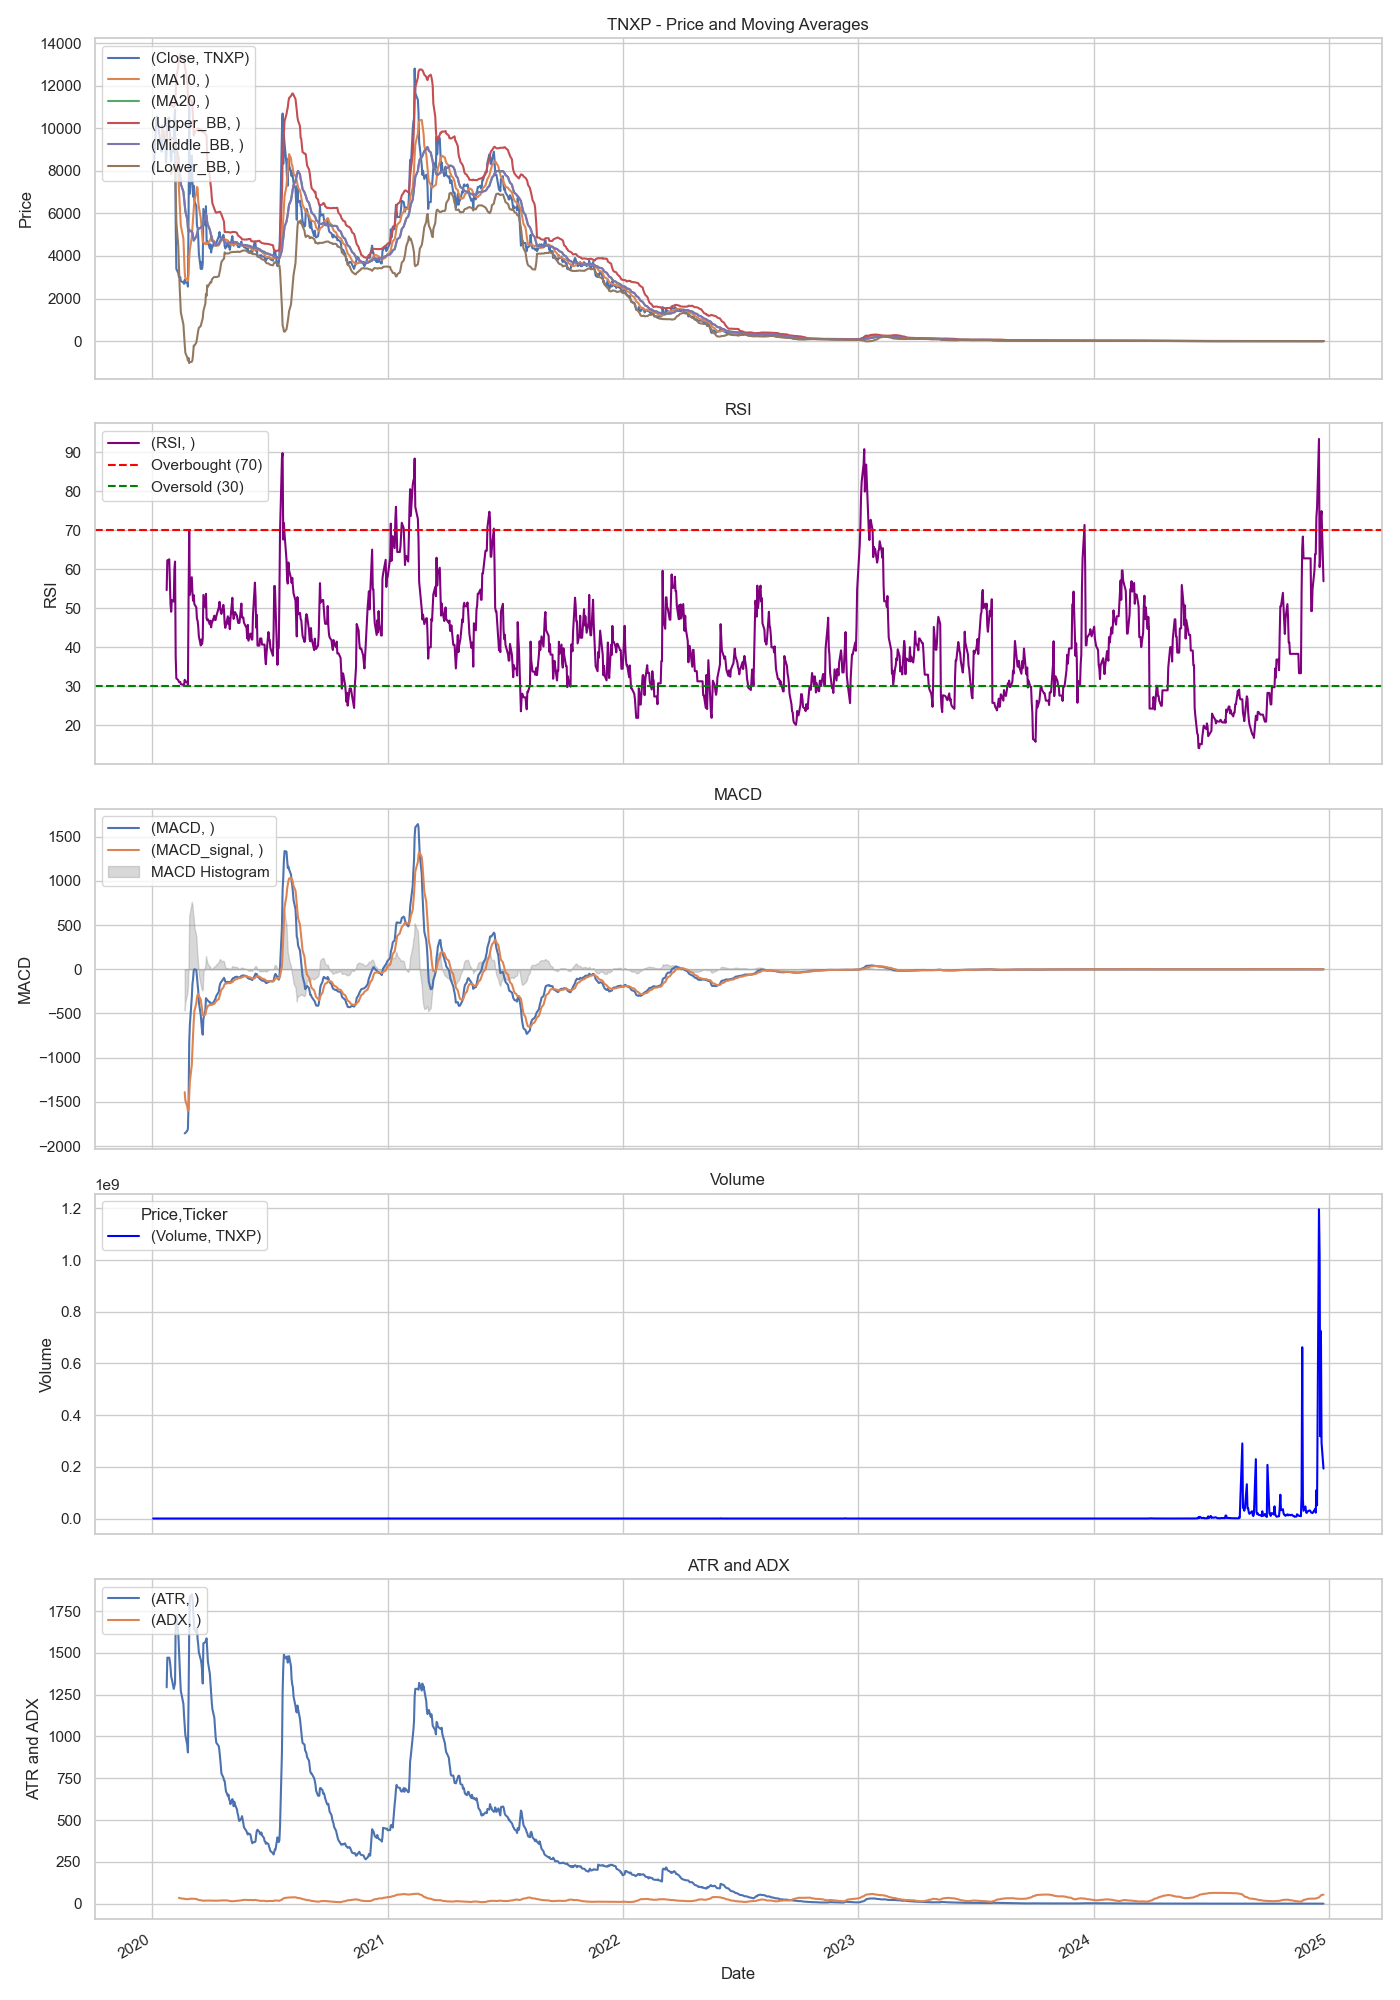 TNXP - Price and Moving Averages
14000
12000
10000
8000
6000
4000
2000
0
Price
(Close, TNXP)
(MA10, )
(MA20, )
(Upper_BB, )
(Middle_BB, )
(Lower_BB, )
RSI
90
80
70
60
50
40
30
20
RSI
(RSI, )
Overbought (70)
Oversold (30)
MACD
1500
1000
500
0
−500
−1000
−1500
−2000
MACD
(MACD, )
(MACD_signal, )
MACD Histogram
Volume
1e9
1.2
1.0
0.8
0.6
0.4
0.2
0.0
Volume
Price,Ticker
(Volume, TNXP)
ATR and ADX
1750
1500
1250
1000
750
500
250
0
ATR and ADX
(ATR, )
(ADX, )
2020
2021
2022
2023
2024
2025
Date